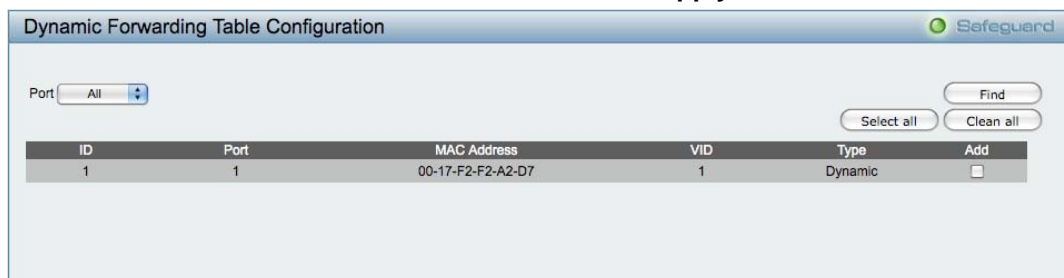 Dynamic Forwarding Table Configuration Safeguard
Port All
Find
Select all Clean all
ID Port MAC Address VID Type Add
1 1 00-17-F2-F2-A2-D7 1 Dynamic